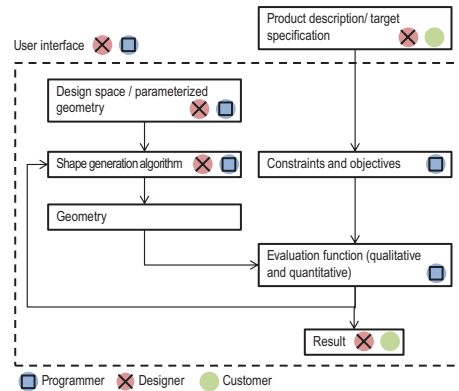 Product description/ target
specification
User interface
Design space / parameterized
geometry
Shape generation algorithm
Constraints and objectives
Geometry
Evaluation function (qualitative
and quantitative)
Result
Programmer
Designer
Customer